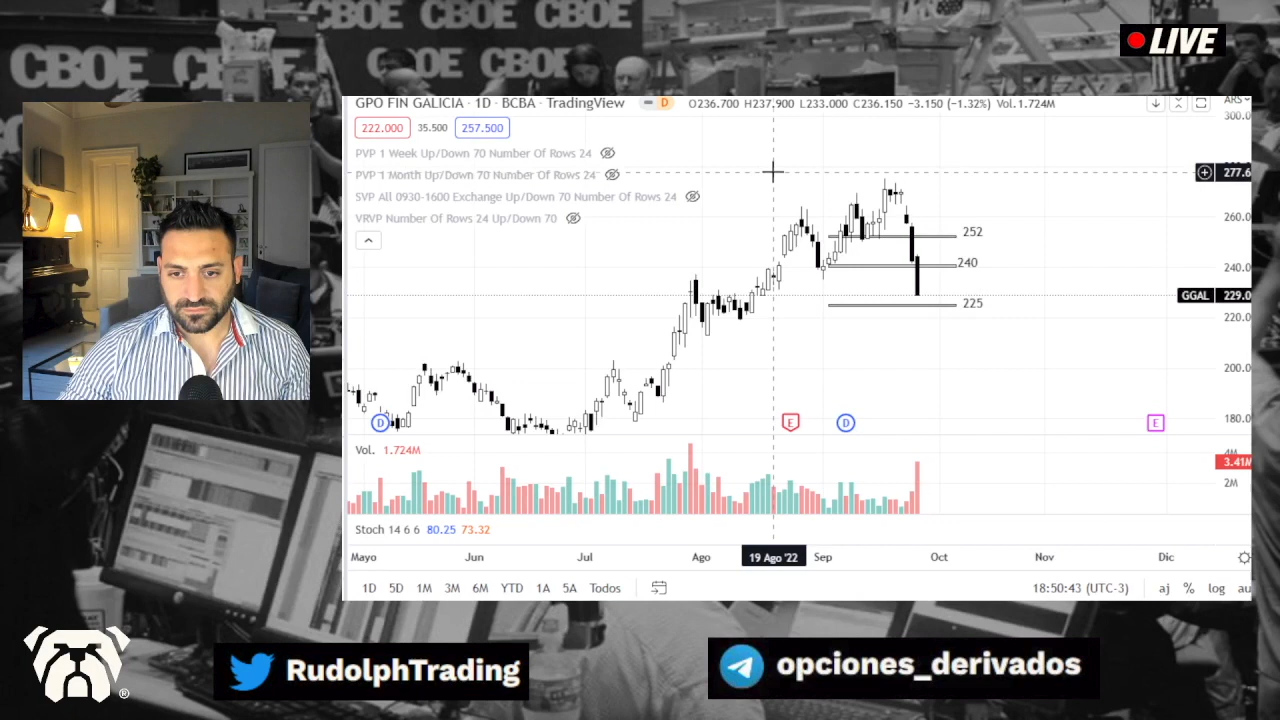 CBOE CBOE CBOE
CBOE
CBOE CBOE
LIVE
GPO FIN GALICIA · 1D · BCBA · TradingView
D
O236.700 H237.900 L233.000 C236.150 −3.150 (−1.32%) Vol.1.724M
ARS
300.0
222.000 35.500 257.500
PVP 1 Week Up/Down 70 Number Of Rows 24
PVP 1 Month Up/Down 70 Number Of Rows 24
277.6
SVP All 0930-1600 Exchange Up/Down 70 Number Of Rows 24
VRVP Number Of Rows 24 Up/Down 70
260.0
252
240
240.0
GGAL 229.0
225
220.0
200.0
180.0
D E D E
Vol. 1.724M
4M
3.41M
2M
Stoch 14 6 6 80.25 73.32
Mayo Jun Jul Ago 19 Ago '22 Sep Oct Nov Dic
1D 5D 1M 3M 6M YTD 1A 5A Todos
18:50:43 (UTC-3) aj % log au
RudolphTrading
opciones_derivados
®